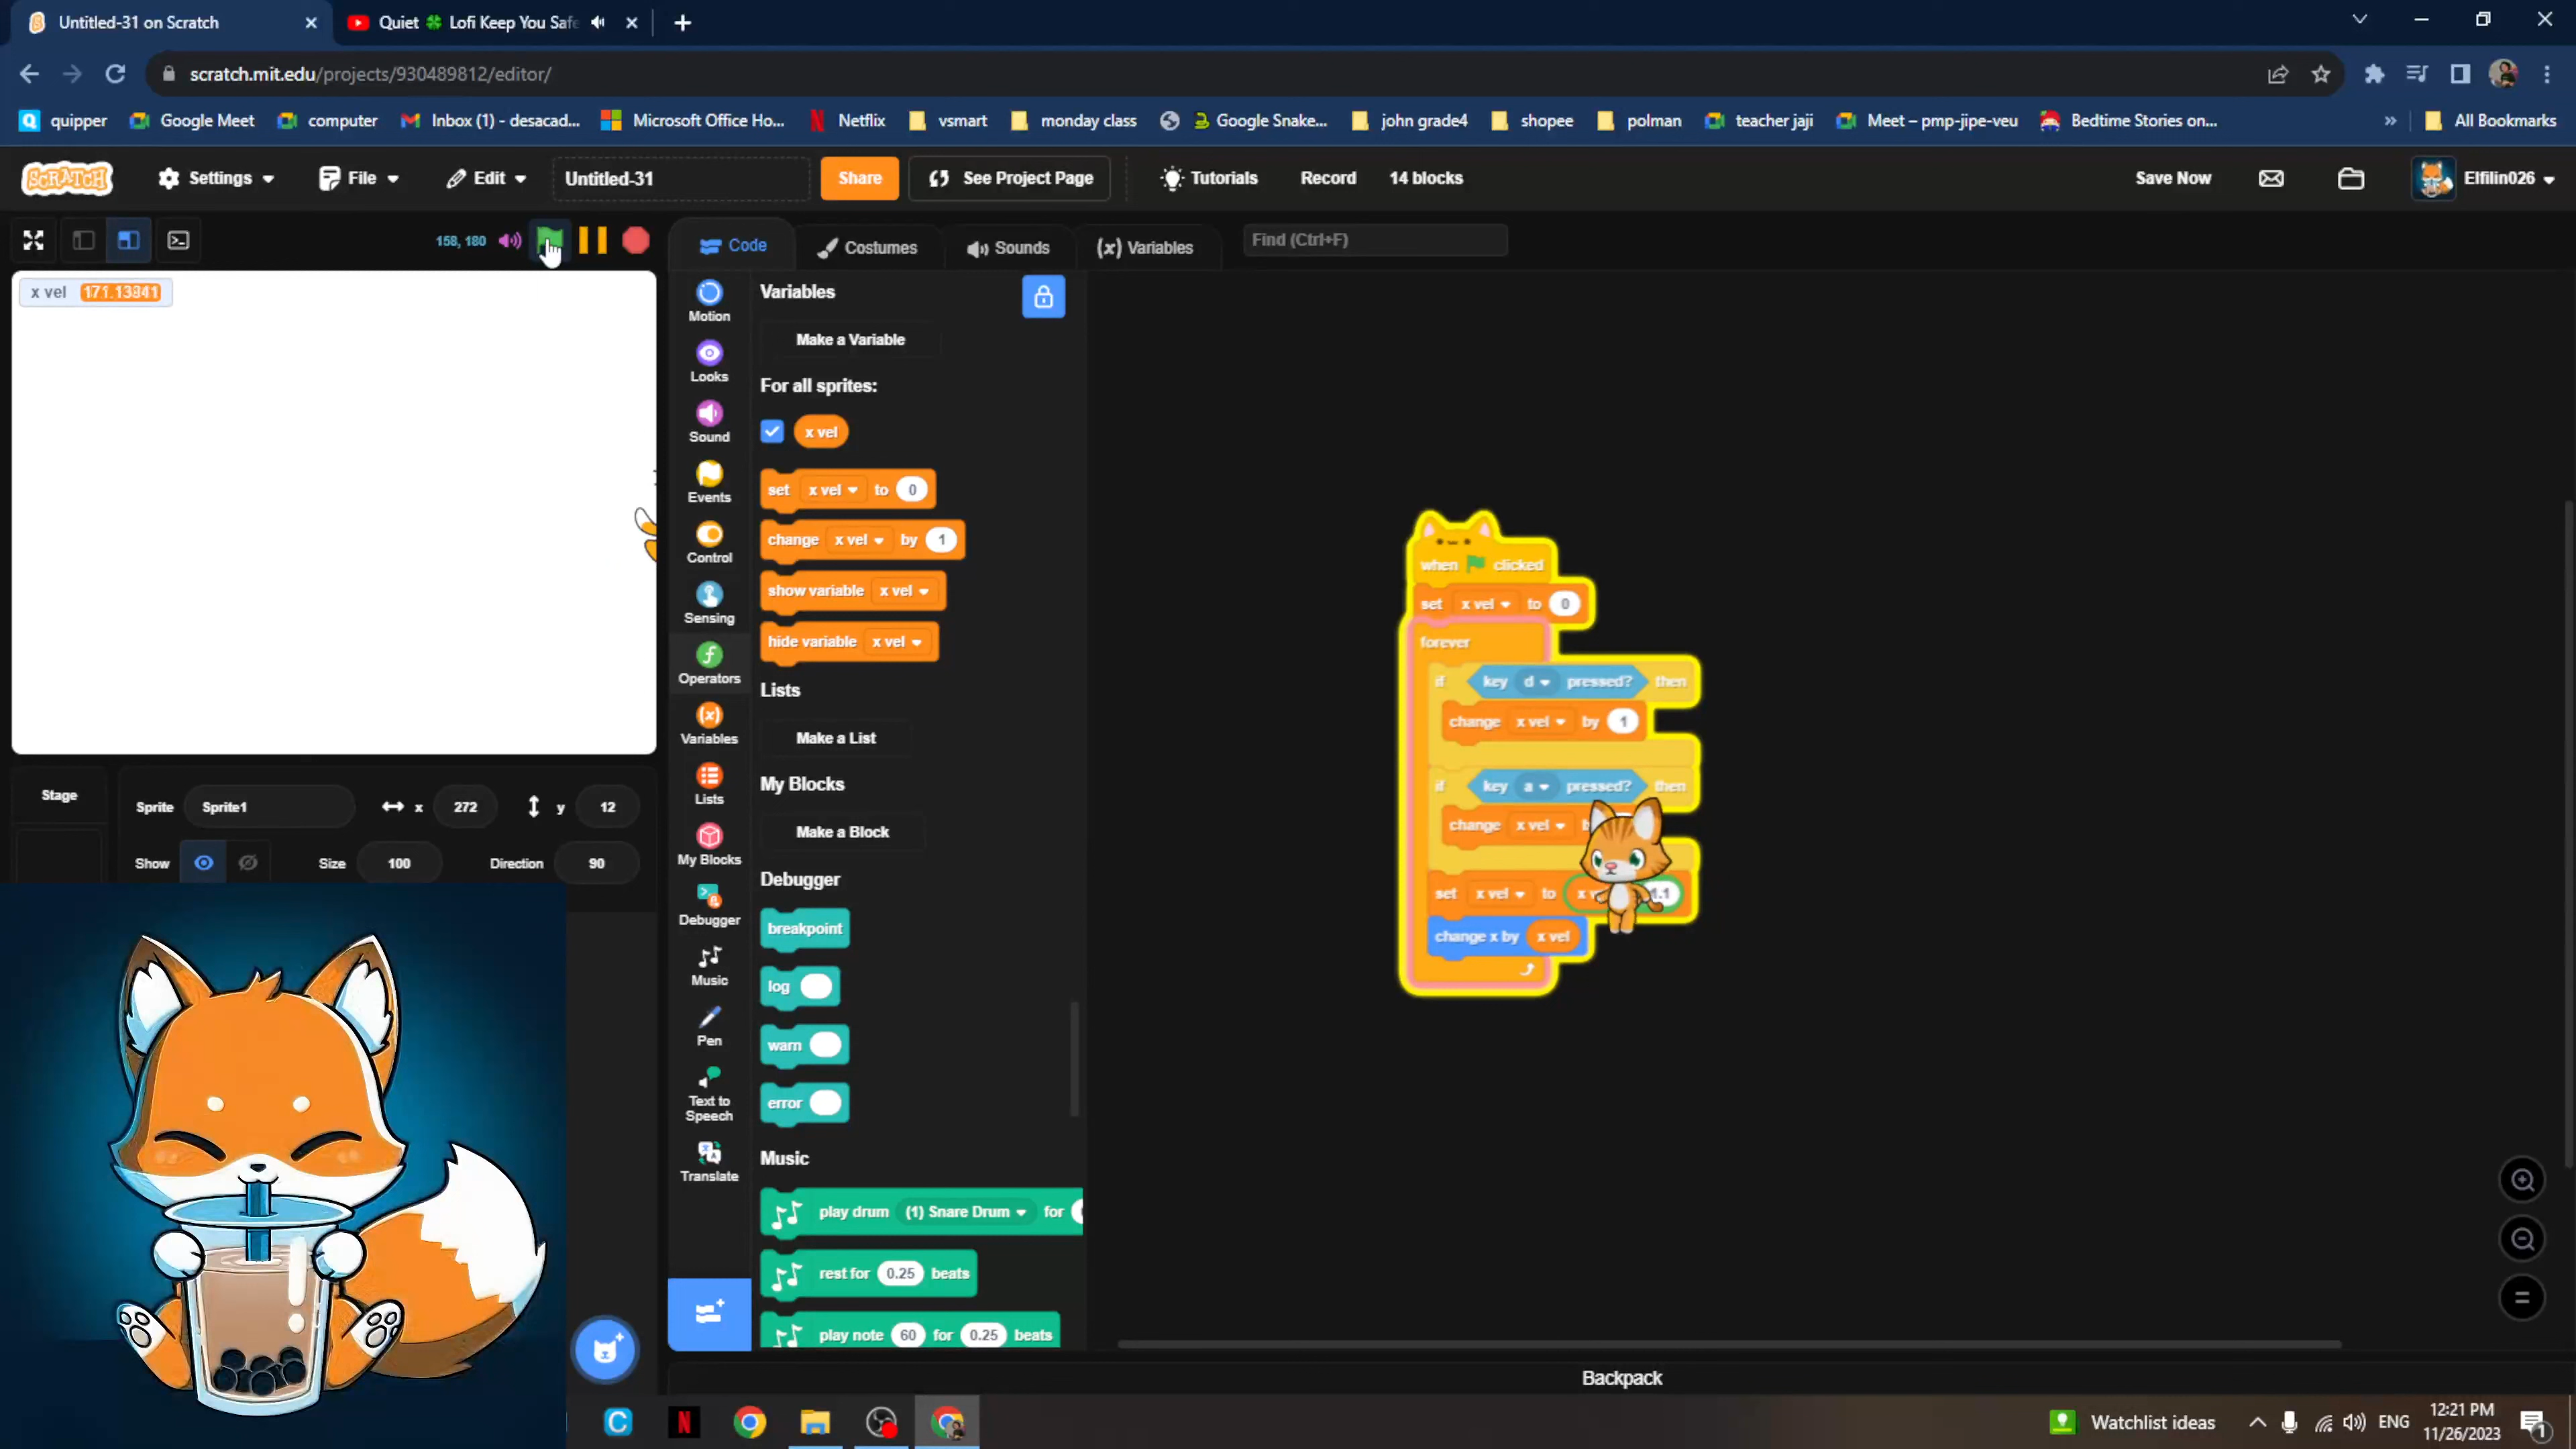 Untitled-31 on Scratch
Quiet 🍀 Lofi Keep You Safe
scratch.mit.edu/projects/930489812/editor/
quipper
Google Meet
computer
Inbox (1) - desacad...
Microsoft Office Ho...
Netflix
vsmart
monday class
Google Snake...
john grade4
shopee
polman
teacher jaji
Meet – pmp-jipe-veu
Bedtime Stories on...
»
All Bookmarks
SCRATCH
Settings
File
Edit
Untitled-31
Share
See Project Page
Tutorials
Record
14 blocks
Save Now
Elfilin026
158, 180
Code
Costumes
Sounds
(x) Variables
Find (Ctrl+F)
x vel 171.13841
Motion
Looks
Sound
Events
Control
Sensing
Operators
Variables
Lists
My Blocks
Debugger
Music
Pen
Text to
Speech
Translate
Variables
Make a Variable
For all sprites:
x vel
set x vel to 0
change x vel by 1
show variable x vel
hide variable x vel
Lists
Make a List
My Blocks
Make a Block
Debugger
breakpoint
log
warn
error
Music
play drum (1) Snare Drum for
rest for 0.25 beats
play note 60 for 0.25 beats
when clicked
set x vel to 0
forever
if key d pressed? then
change x vel by 1
if key a pressed? then
change x vel
set x vel to
change x by x vel
Stage
Sprite Sprite1 x 272 y 12
Show Size 100 Direction 90
Backpack
Watchlist ideas
ENG
12:21 PM
11/26/2023
1